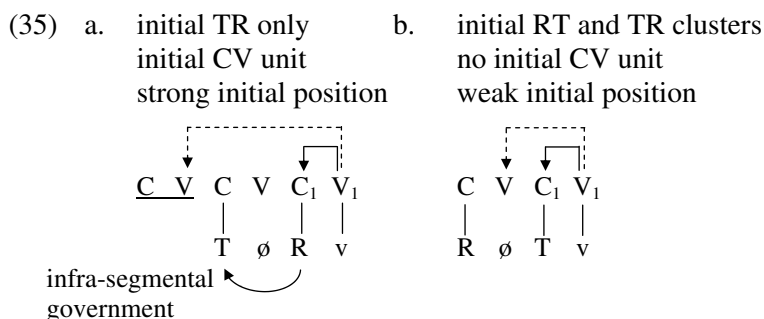 (35) a. initial TR only b. initial RT and TR clusters
initial CV unit no initial CV unit
strong initial position weak initial position
C V C V C₁ V₁ C V C₁ V₁
T ø R v R ø T v
infra-segmental
government